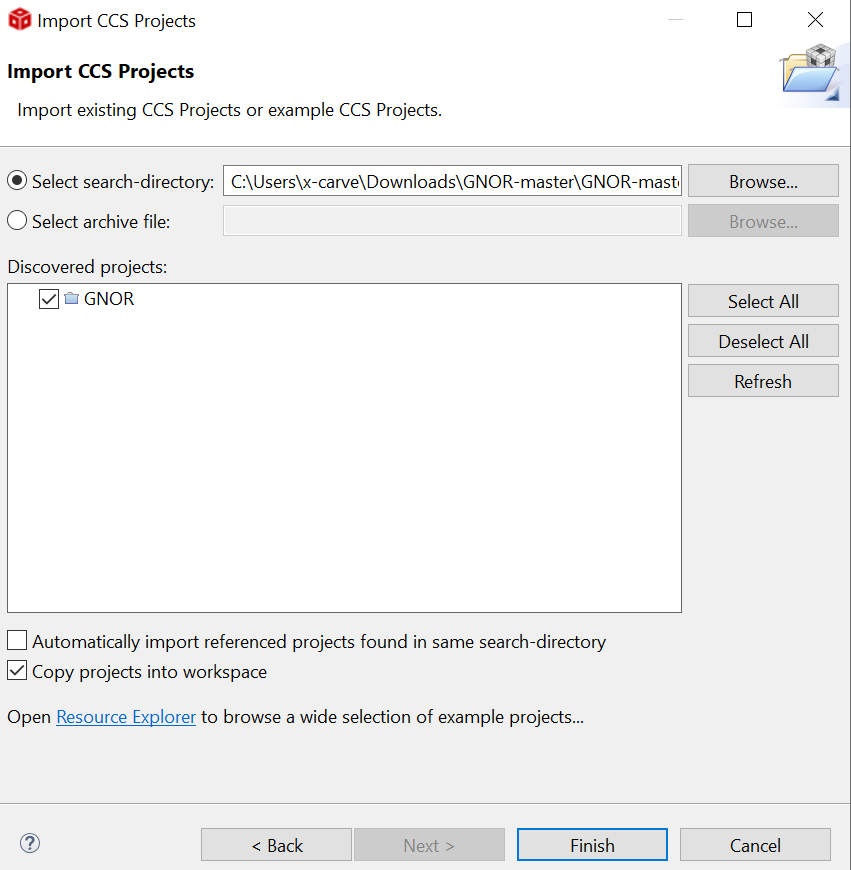 Import CCS Projects
Import CCS Projects
Import existing CCS Projects or example CCS Projects.
Select search-directory: C:\Users\x-carve\Downloads\GNOR-master\GNOR-mast Browse...
Select archive file: Browse...
Discovered projects:
GNOR
Select All
Deselect All
Refresh
Automatically import referenced projects found in same search-directory
Copy projects into workspace
Open Resource Explorer to browse a wide selection of example projects...
? < Back Next > Finish Cancel